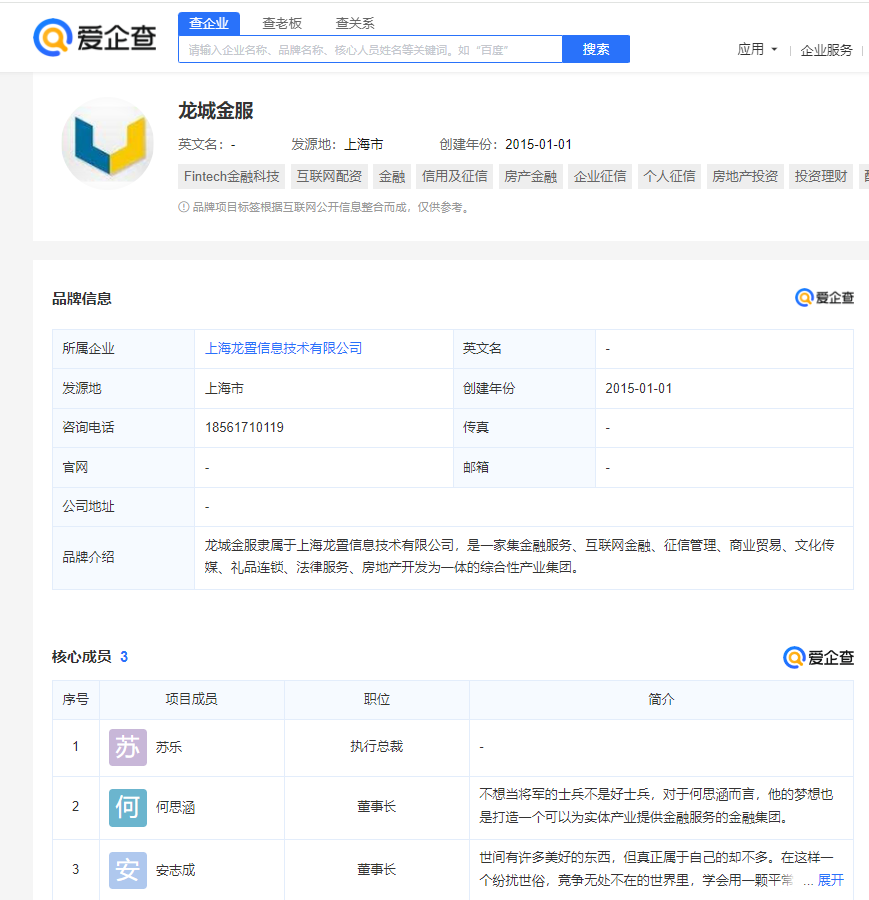 爱企查
查企业 查老板 查关系
请输入企业名称、品牌名称、核心人员姓名等关键词。如“百度” 搜索
应用 企业服务
龙城金服
英文名：- 发源地：上海市 创建年份：2015-01-01
Fintech金融科技 互联网配资 金融 信用及征信 房产金融 企业征信 个人征信 房地产投资 投资理财
品牌项目标签根据互联网公开信息整合而成，仅供参考。
品牌信息 爱企查
所属企业 上海龙置信息技术有限公司 英文名 -
发源地 上海市 创建年份 2015-01-01
咨询电话 18561710119 传真 -
官网 - 邮箱 -
公司地址 -
品牌介绍 龙城金服隶属于上海龙置信息技术有限公司，是一家集金融服务、互联网金融、征信管理、商业贸易、文化传
媒、礼品连锁、法律服务、房地产开发为一体的综合性产业集团。
核心成员 3 爱企查
序号 项目成员 职位 简介
1 苏 苏乐 执行总裁 -
2 何 何思涵 董事长 不想当将军的士兵不是好士兵，对于何思涵而言，他的梦想也
是打造一个可以为实体产业提供金融服务的金融集团。
3 安 安志成 董事长 世间有许多美好的东西，但真正属于自己的却不多。在这样一
个纷扰世俗，竞争无处不在的世界里，学会用一颗平常 ... 展开